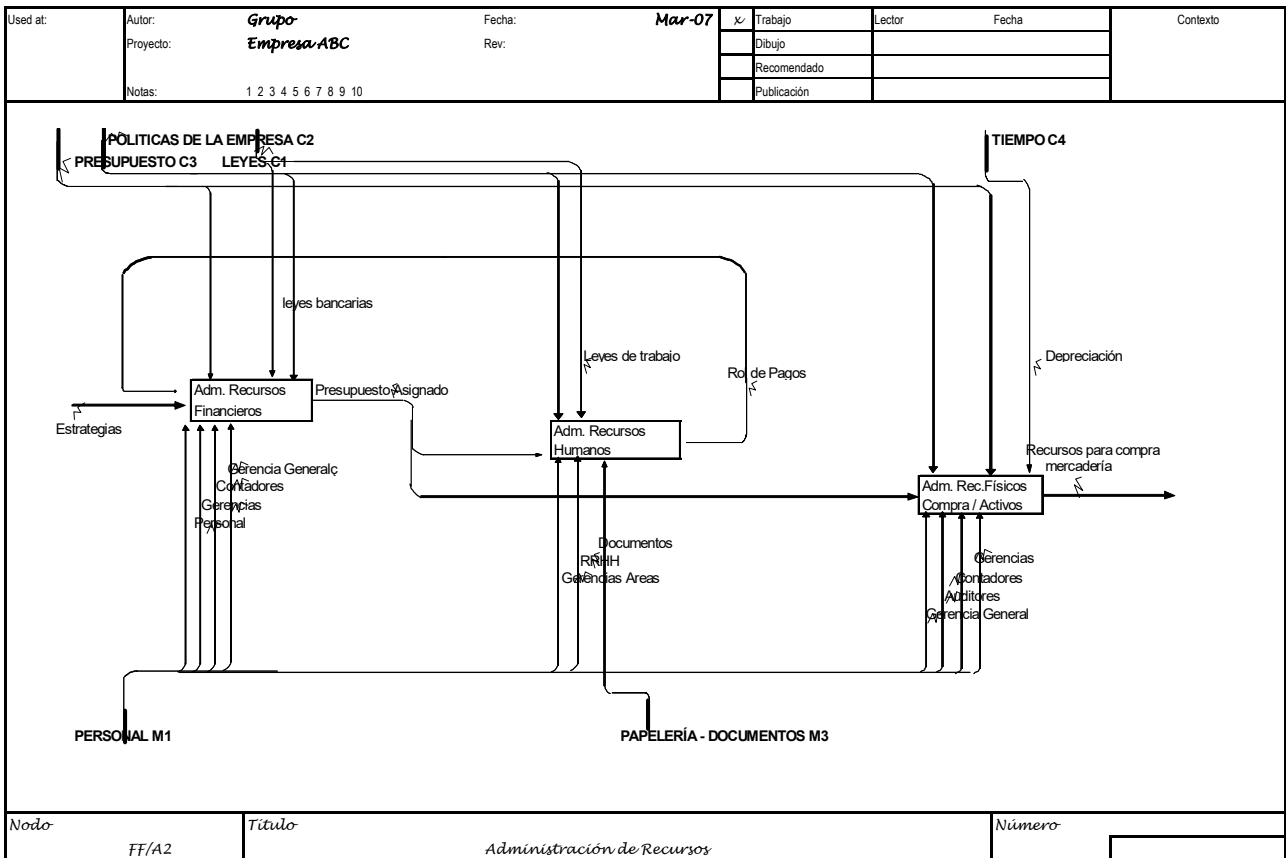 Used at:
Autor:
Grupo
Fecha:
Mar-07
x
Trabajo
Lector
Fecha
Contexto
Proyecto:
Empresa ABC
Rev:
Dibujo
Recomendado
Notas:
1 2 3 4 5 6 7 8 9 10
Publicación
POLITICAS DE LA EMPRESA C2
TIEMPO C4
PRESUPUESTO C3
LEYES C1
leyes bancarias
Leyes de trabajo
Depreciación
Rol de Pagos
Adm. Recursos
Financieros
Presupuesto Asignado
Estrategias
Adm. Recursos
Humanos
Recursos para compra
mercadería
Adm. Rec.Físicos
Compra / Activos
Gerencia Generalç
Contadores
Gerencias
Personal
Documentos
RRHH
Gerencias Areas
Gerencias
Contadores
Auditores
Gerencia General
PERSONAL M1
PAPELERÍA - DOCUMENTOS M3
Nodo
Título
Número
FF/A2
Administración de Recursos